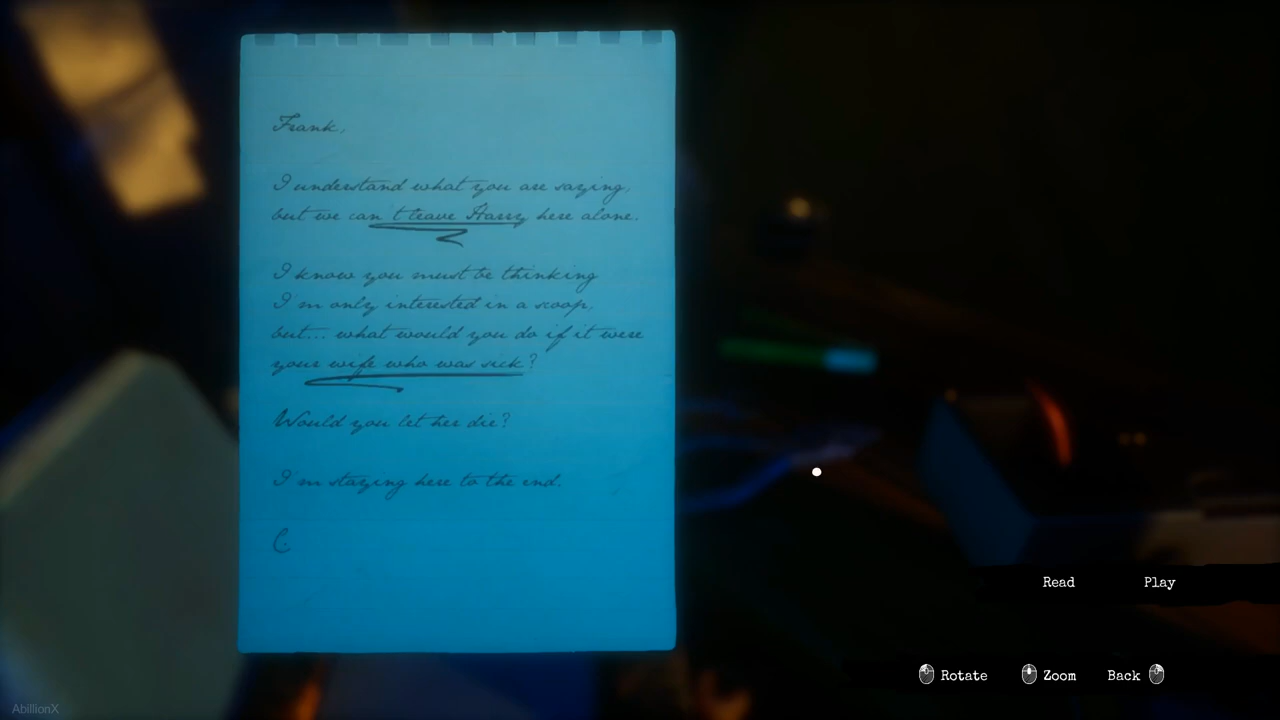 Frank,
I understand what you are saying,
but we can't leave Harry here alone.
I know you must be thinking
I'm only interested in a scoop,
but... what would you do if it were
your wife who was sick?
Would you let her die?
I'm staying here to the end.
C.
Read Play
Rotate Zoom Back
AbillionX